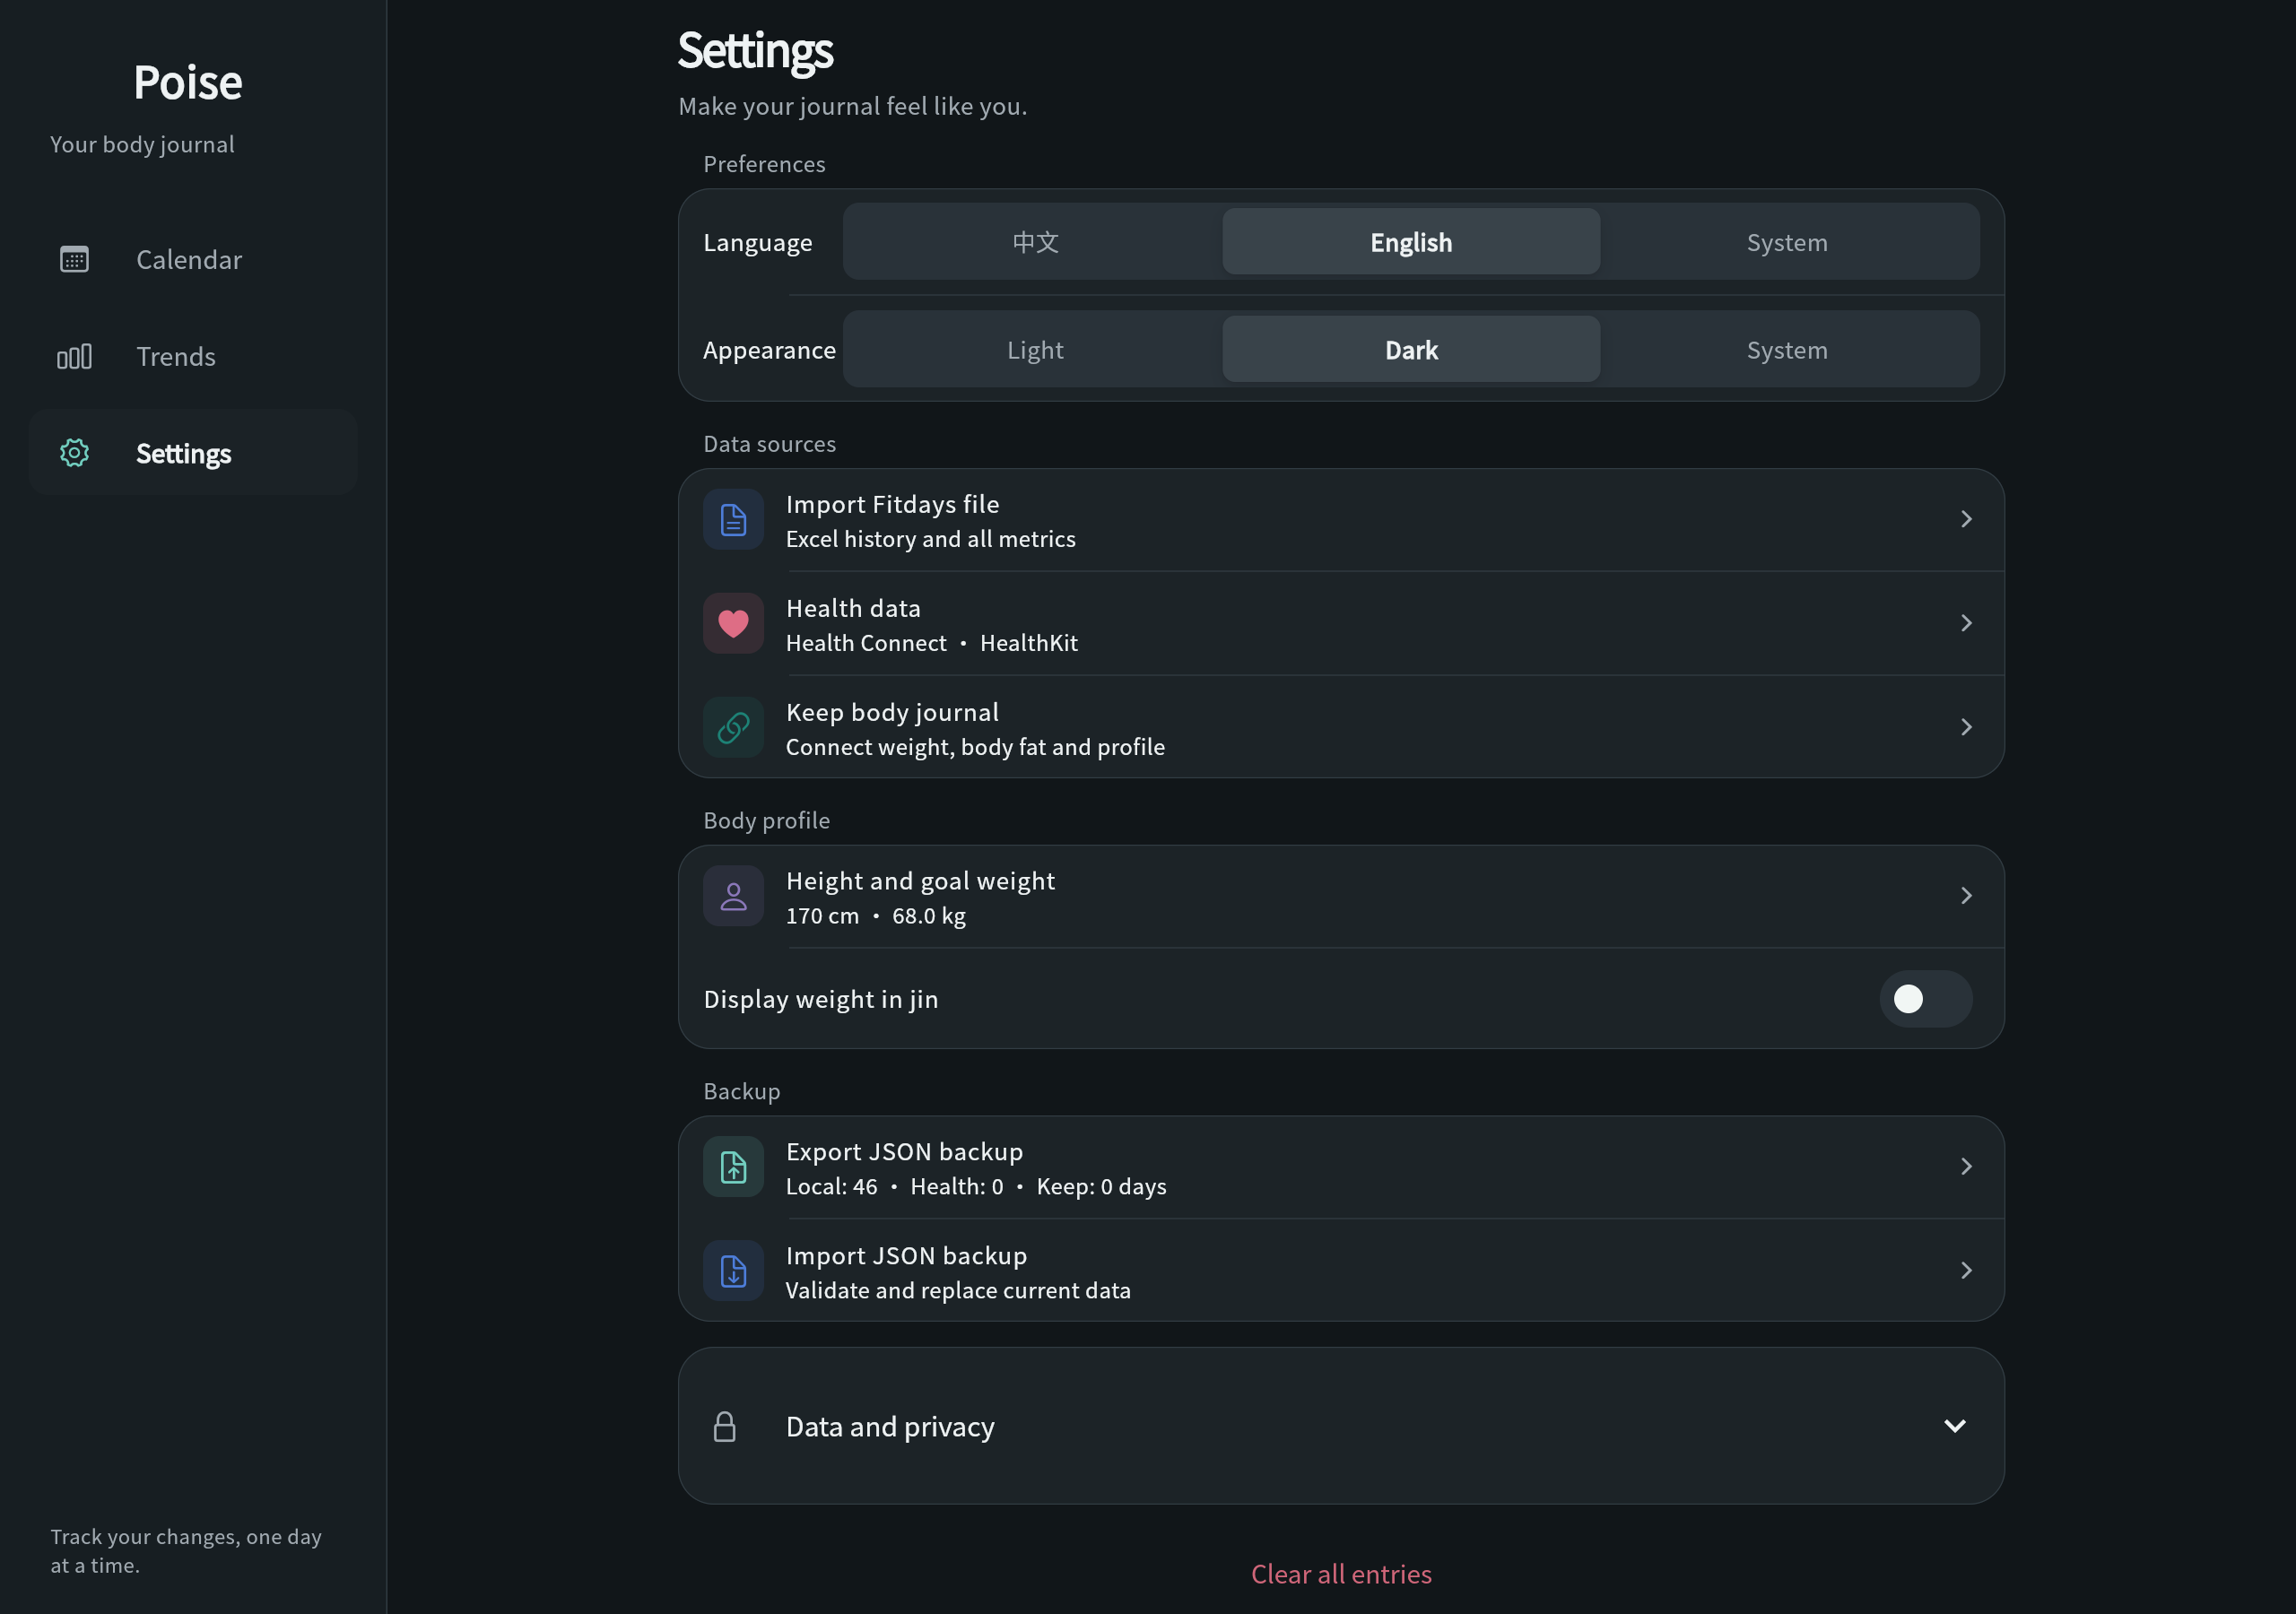 Poise
Your body journal
Calendar
Trends
Settings
Track your changes, one day
at a time.
Settings
Make your journal feel like you.
Preferences
Language 中文 English System
Appearance Light Dark System
Data sources
Import Fitdays file
Excel history and all metrics
Health data
Health Connect • HealthKit
Keep body journal
Connect weight, body fat and profile
Body profile
Height and goal weight
170 cm • 68.0 kg
Display weight in jin
Backup
Export JSON backup
Local: 46 • Health: 0 • Keep: 0 days
Import JSON backup
Validate and replace current data
Data and privacy
Clear all entries